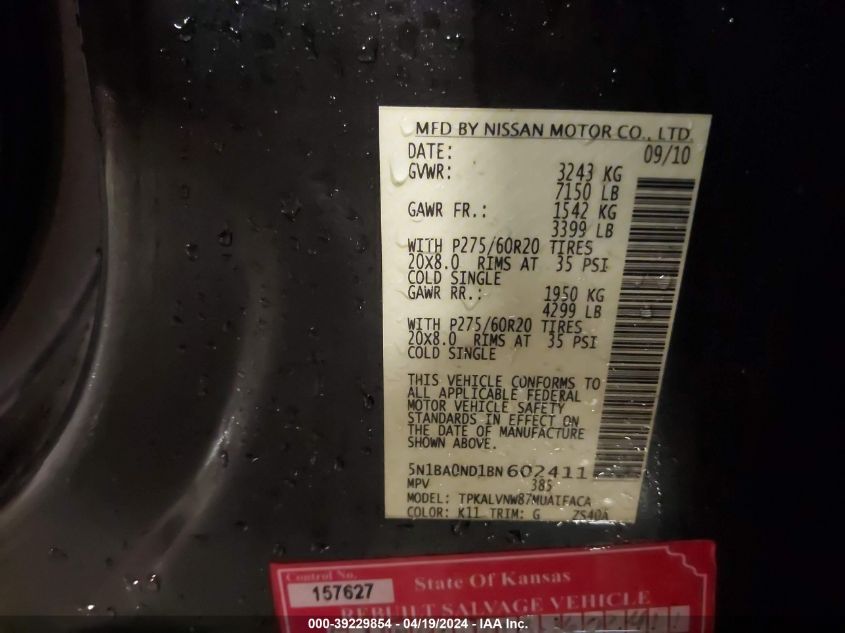 MFD BY NISSAN MOTOR CO., LTD.
DATE: 09/10
GVWR: 3243 KG
7150 LB
GAWR FR.: 1542 KG
3399 LB
WITH P275/60R20 TIRES
20X8.0 RIMS AT 35 PSI
COLD SINGLE
GAWR RR.: 1950 KG
4299 LB
WITH P275/60R20 TIRES
20X8.0 RIMS AT 35 PSI
COLD SINGLE
THIS VEHICLE CONFORMS TO
ALL APPLICABLE FEDERAL
MOTOR VEHICLE SAFETY
STANDARDS IN EFFECT ON
THE DATE OF MANUFACTURE
SHOWN ABOVE.
5N1BA0ND1BN 602411
MPV 385
MODEL: TPKALVNW87MUAIFACA
COLOR: K11 TRIM: G ZS40A
Control No.
157627
State Of Kansas
REBUILT SALVAGE VEHICLE
000-39229854 - 04/19/2024 - IAA Inc.